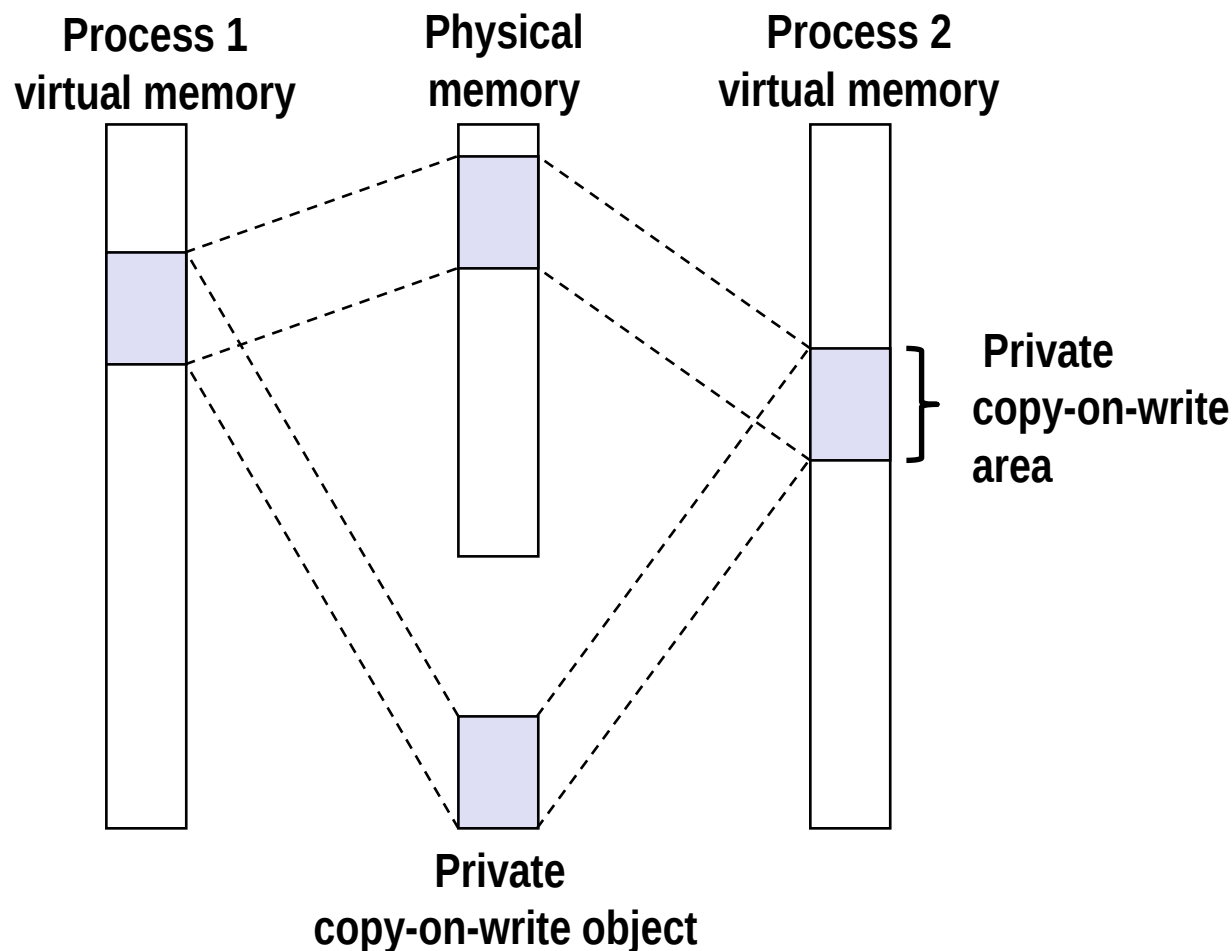 Process 1
virtual memory
Physical
memory
Process 2
virtual memory
Private
copy-on-write
area
Private
copy-on-write object